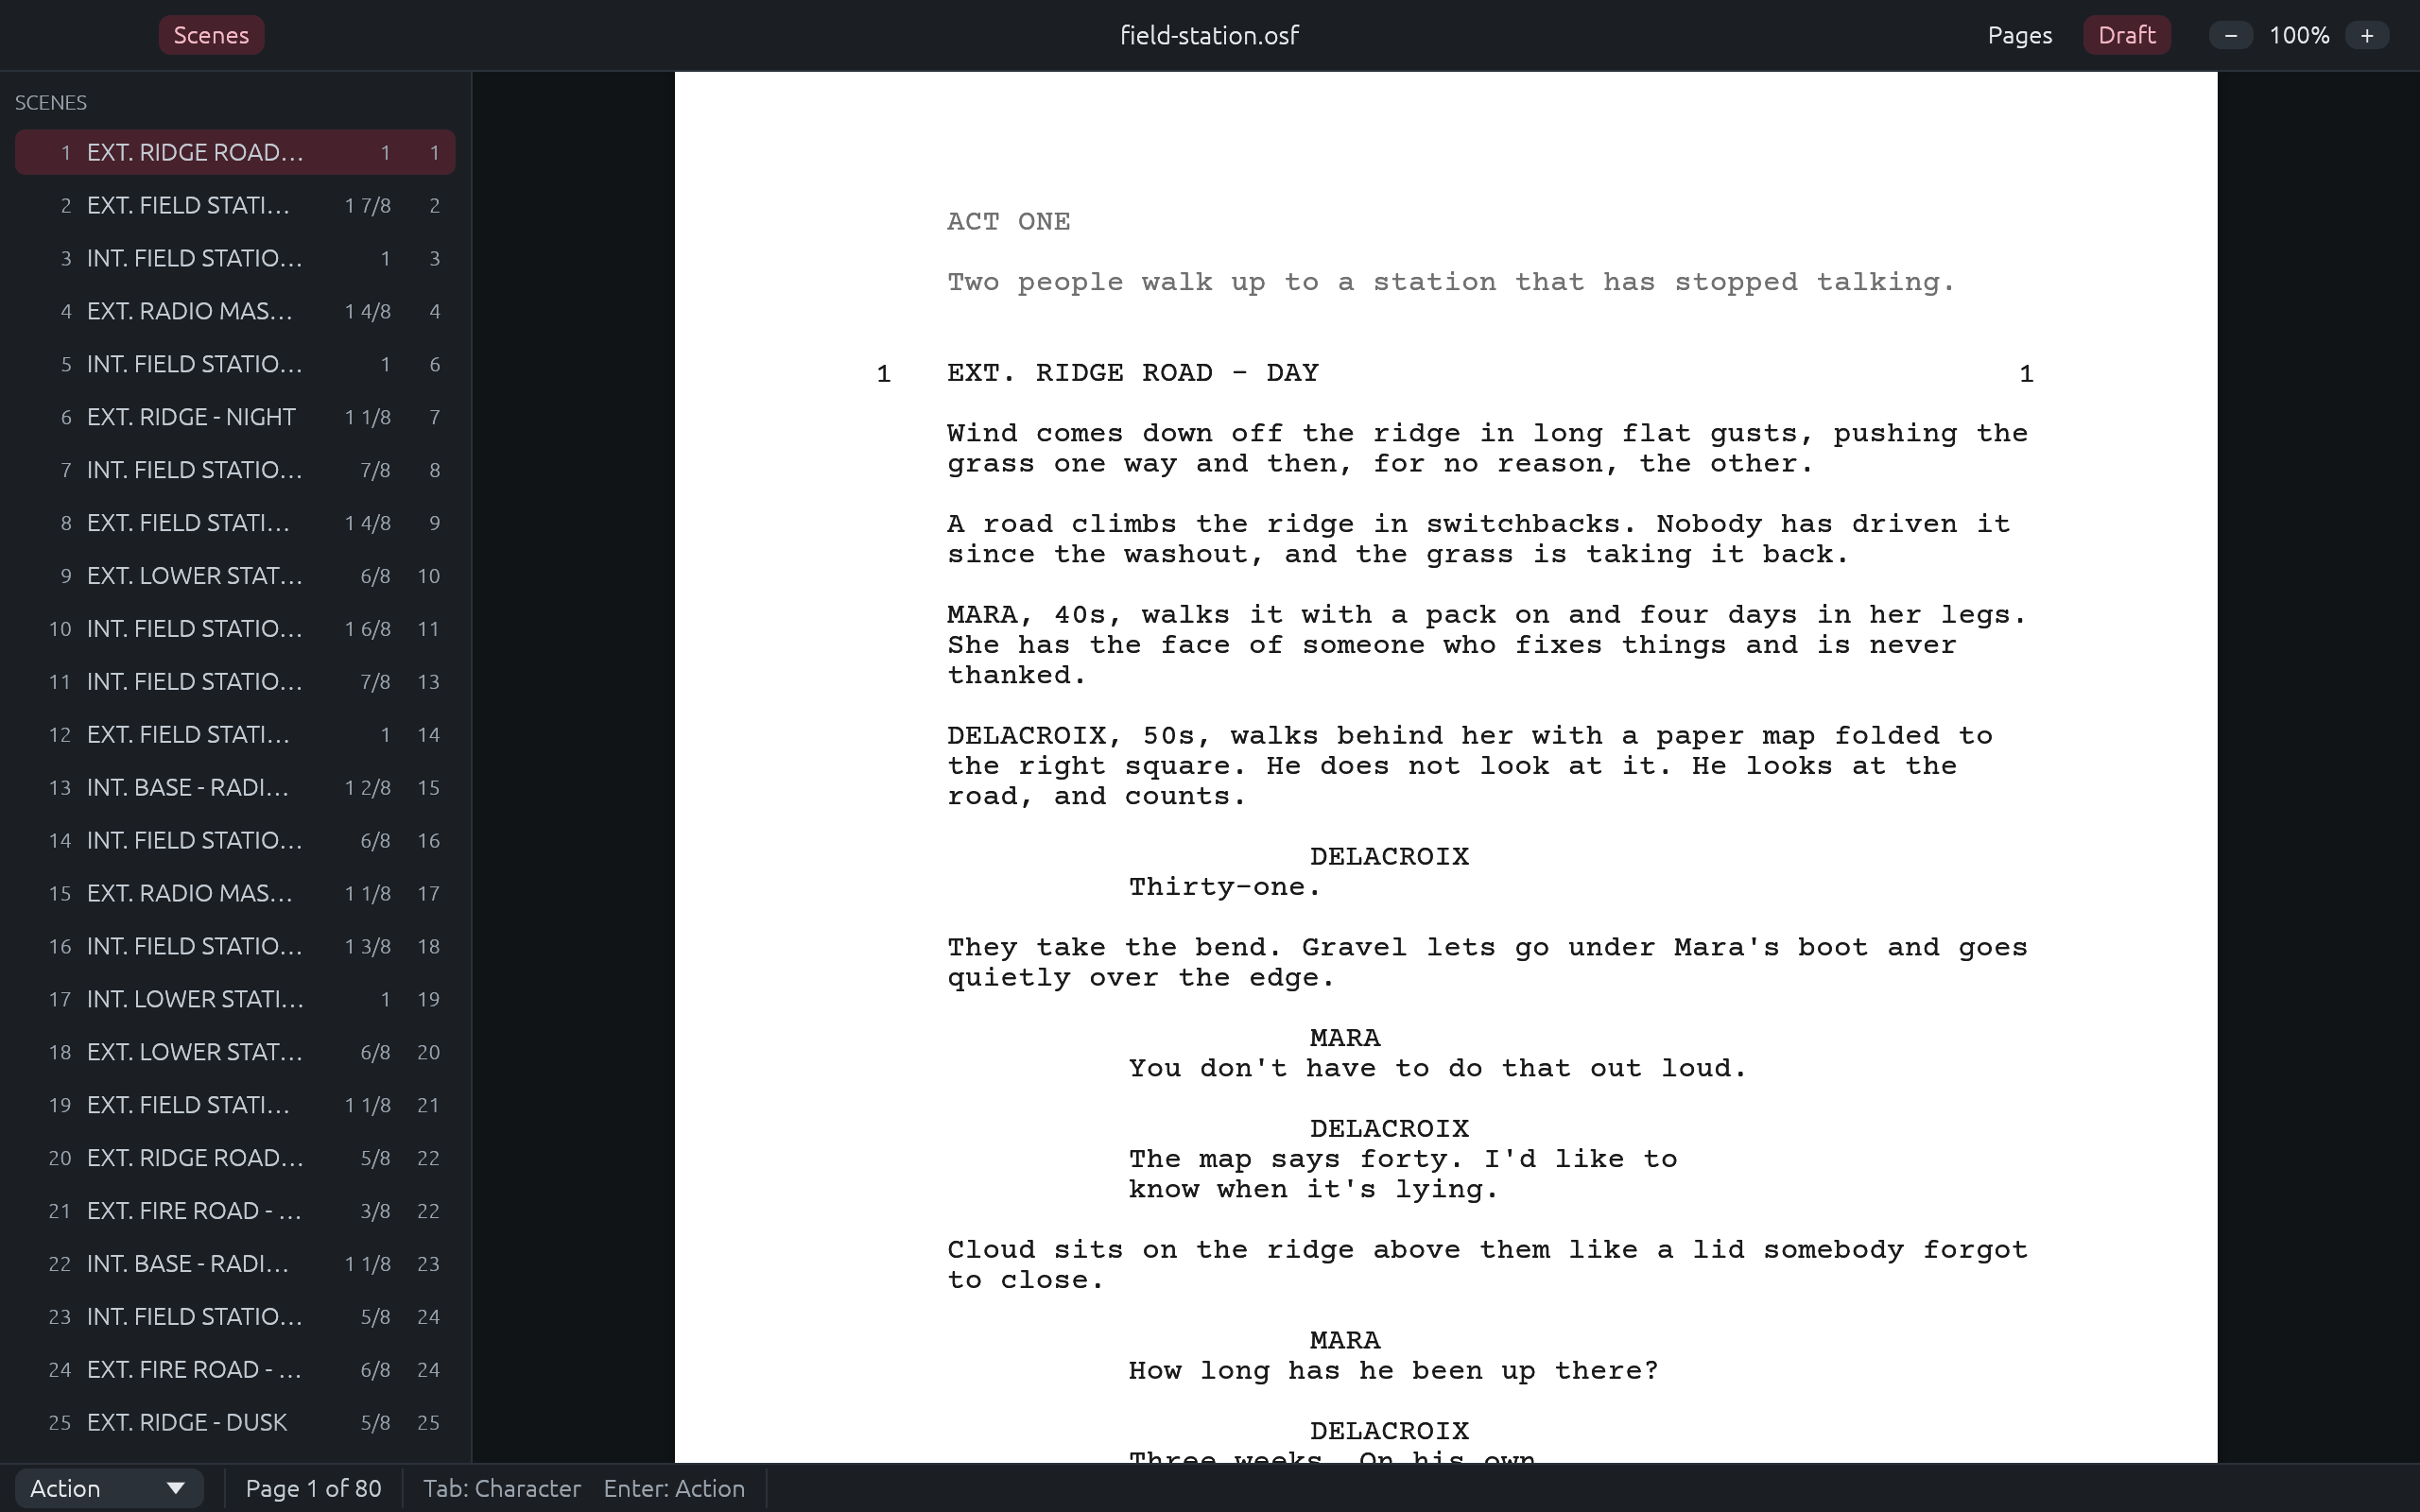 Scenes
field-station.osf
Pages Draft − 100% +
SCENES
1 EXT. RIDGE ROAD… 1 1
2 EXT. FIELD STATI… 1 7/8 2
3 INT. FIELD STATIO… 1 3
4 EXT. RADIO MAS… 1 4/8 4
5 INT. FIELD STATIO… 1 6
6 EXT. RIDGE - NIGHT 1 1/8 7
7 INT. FIELD STATIO… 7/8 8
8 EXT. FIELD STATI… 1 4/8 9
9 EXT. LOWER STAT… 6/8 10
10 INT. FIELD STATIO… 1 6/8 11
11 INT. FIELD STATIO… 7/8 13
12 EXT. FIELD STATI… 1 14
13 INT. BASE - RADI… 1 2/8 15
14 INT. FIELD STATIO… 6/8 16
15 EXT. RADIO MAS… 1 1/8 17
16 INT. FIELD STATIO… 1 3/8 18
17 INT. LOWER STATI… 1 19
18 EXT. LOWER STAT… 6/8 20
19 EXT. FIELD STATI… 1 1/8 21
20 EXT. RIDGE ROAD… 5/8 22
21 EXT. FIRE ROAD - … 3/8 22
22 INT. BASE - RADI… 1 1/8 23
23 INT. FIELD STATIO… 5/8 24
24 EXT. FIRE ROAD - … 6/8 24
25 EXT. RIDGE - DUSK 5/8 25
ACT ONE
Two people walk up to a station that has stopped talking.
1 EXT. RIDGE ROAD - DAY 1
Wind comes down off the ridge in long flat gusts, pushing the
grass one way and then, for no reason, the other.
A road climbs the ridge in switchbacks. Nobody has driven it
since the washout, and the grass is taking it back.
MARA, 40s, walks it with a pack on and four days in her legs.
She has the face of someone who fixes things and is never
thanked.
DELACROIX, 50s, walks behind her with a paper map folded to
the right square. He does not look at it. He looks at the
road, and counts.
DELACROIX
Thirty-one.
They take the bend. Gravel lets go under Mara's boot and goes
quietly over the edge.
MARA
You don't have to do that out loud.
DELACROIX
The map says forty. I'd like to
know when it's lying.
Cloud sits on the ridge above them like a lid somebody forgot
to close.
MARA
How long has he been up there?
DELACROIX
Three weeks. On his own
Action Page 1 of 80 Tab: Character Enter: Action